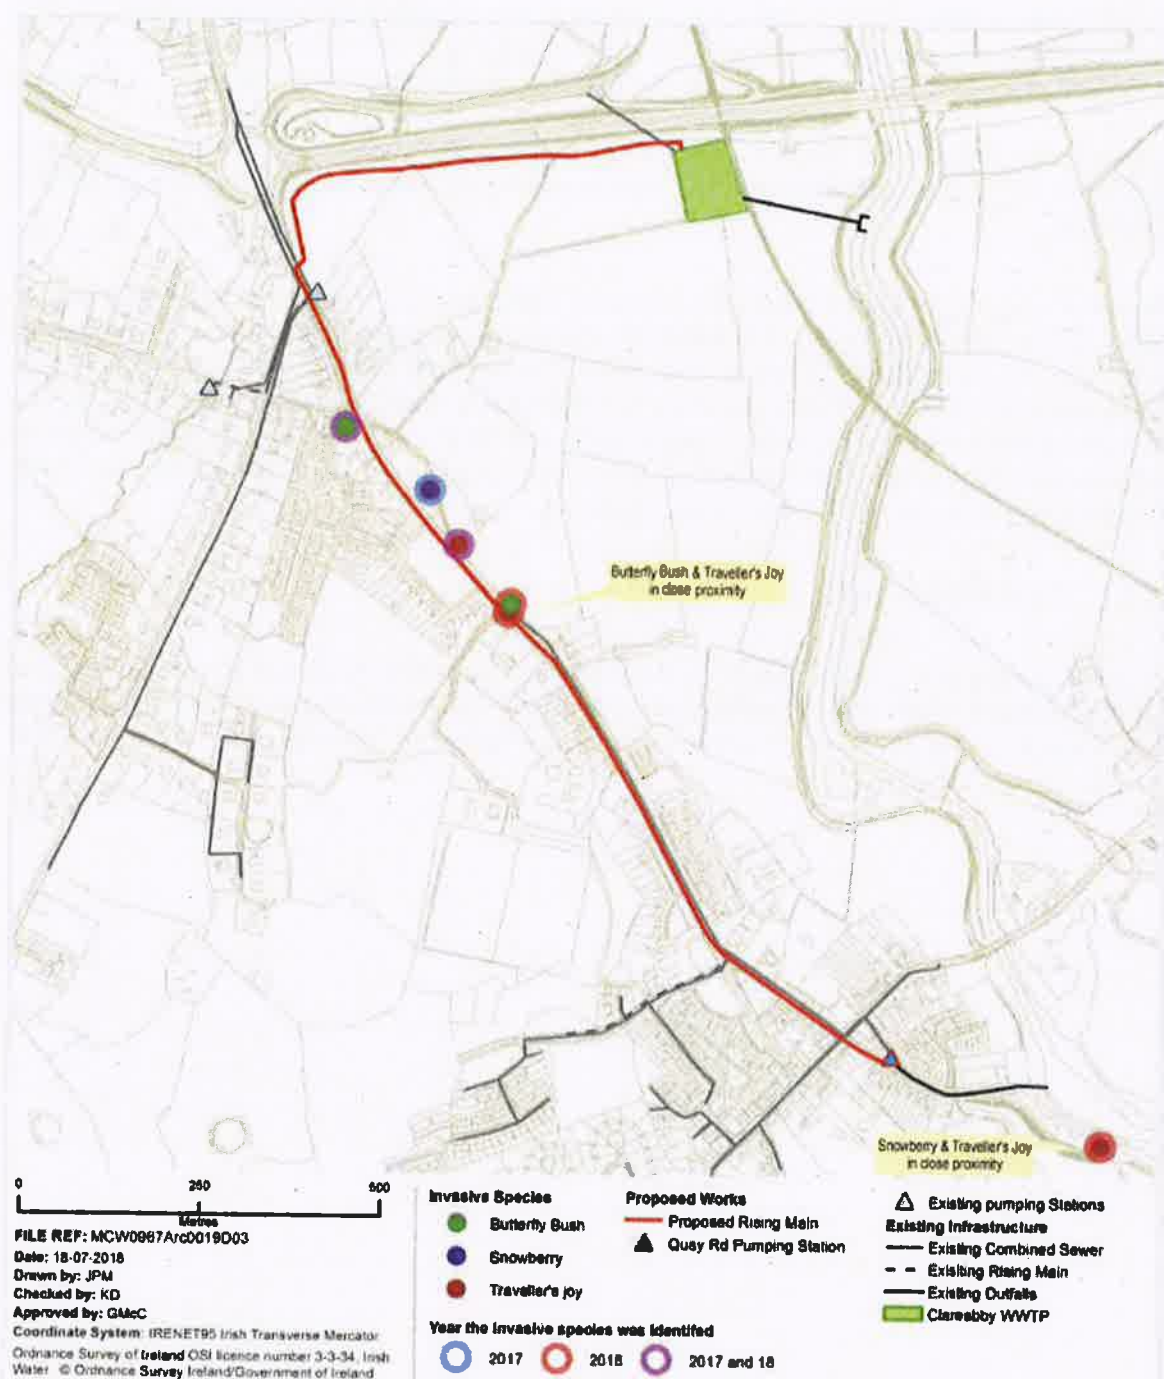 Butterfly Bush & Traveller's Joy
in close proximity
Snowberry & Traveller's Joy
in close proximity
0 250 500
Metres
FILE REF: MCW0967Arc0019D03
Date: 18-07-2018
Drawn by: JPM
Checked by: KD
Approved by: GMcC
Coordinate System: IRENET95 Irish Transverse Mercator
Ordnance Survey of Ireland OSI licence number 3-3-34, Irish
Water © Ordnance Survey Ireland/Government of Ireland
Invasive Species
Butterfly Bush
Snowberry
Traveller's joy
Year the invasive species was identifed
2017
2018
2017 and 18
Proposed Works
Proposed Rising Main
Quay Rd Pumping Station
Existing pumping Stations
Existing Infrastructure
Existing Combined Sewer
Exisiting Rising Main
Existing Outfalls
Clareabby WWTP